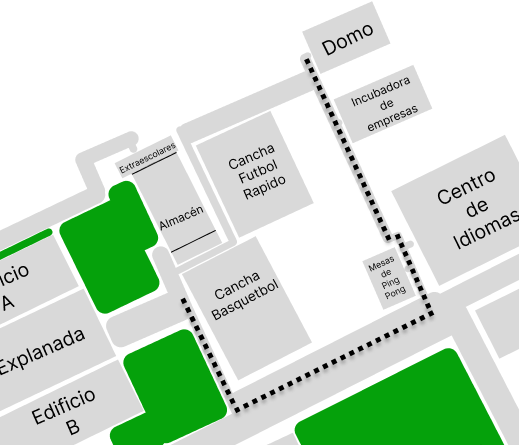 Domo
Incubadora
de
empresas
Extraescolares
Cancha
Futbol
Rapido
Almacén
Centro
de
Idiomas
Mesas
de
Ping
Pong
Cancha
Basquetbol
icio
A
Explanada
Edificio
B